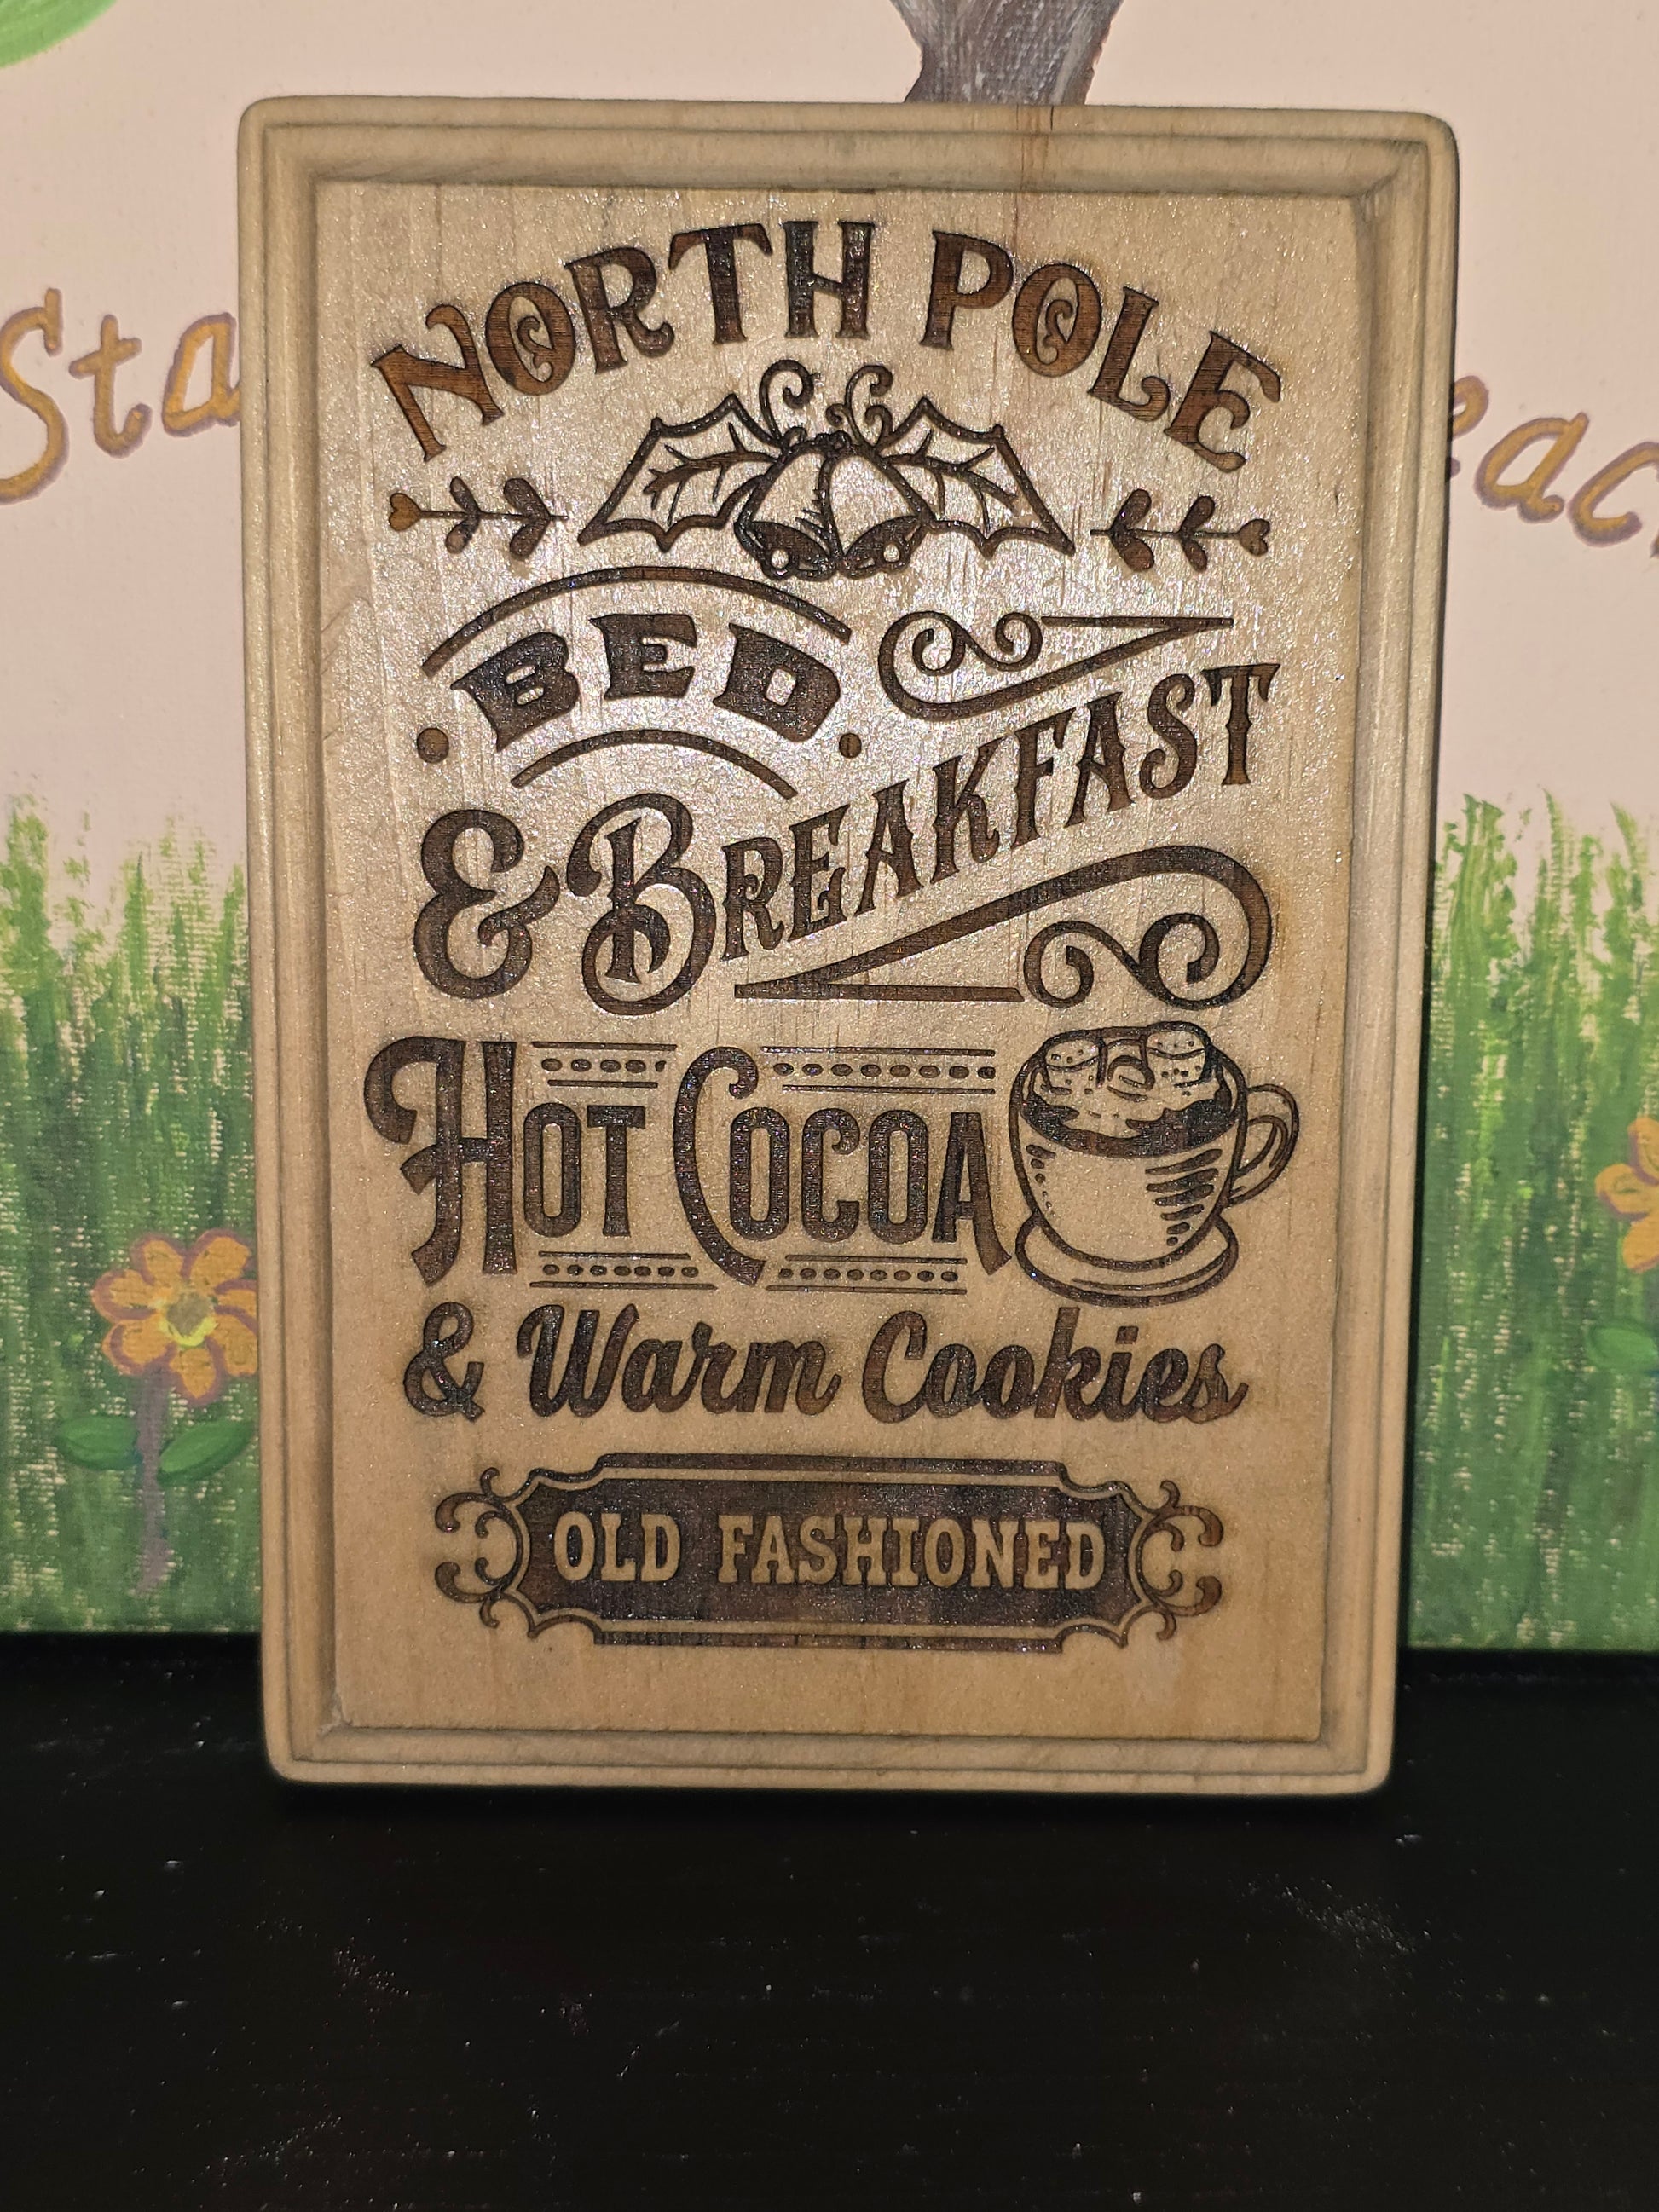 NORTH POLE
BED
& BREAKFAST
HOT COCOA
& Warm Cookies
OLD FASHIONED